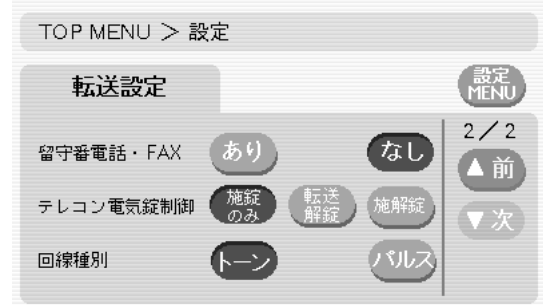 TOP MENU ＞ 設定
転送設定
設定
MENU
2／2
留守番電話・FAX
あり
なし
▲前
テレコン電気錠制御
施錠
のみ
転送
解錠
施解錠
▼次
回線種別
トーン
パルス